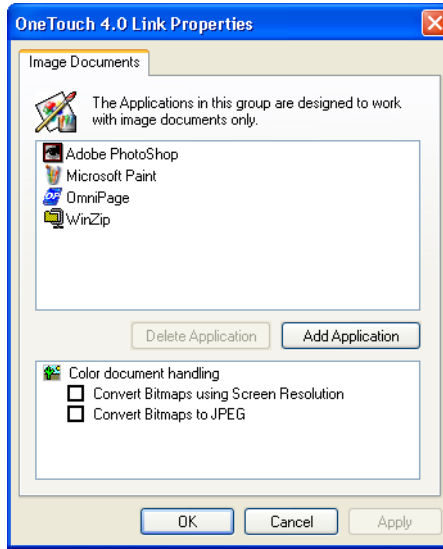 OneTouch 4.0 Link Properties
Image Documents
The Applications in this group are designed to work
with image documents only.
Adobe PhotoShop
Microsoft Paint
OmniPage
WinZip
Delete Application
Add Application
Color document handling
Convert Bitmaps using Screen Resolution
Convert Bitmaps to JPEG
OK
Cancel
Apply